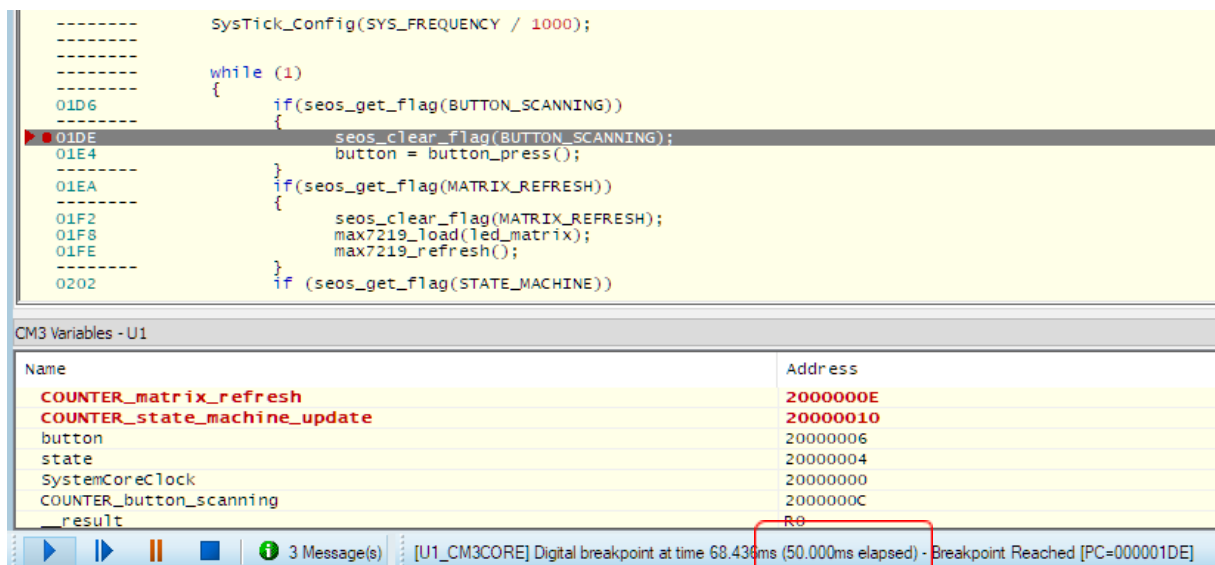 -------- SysTick_Config(SYS_FREQUENCY / 1000);
--------
--------
-------- while (1)
-------- {
01D6 if(seos_get_flag(BUTTON_SCANNING))
-------- {
01DE seos_clear_flag(BUTTON_SCANNING);
01E4 button = button_press();
-------- }
01EA if(seos_get_flag(MATRIX_REFRESH))
-------- {
01F2 seos_clear_flag(MATRIX_REFRESH);
01F8 max7219_load(led_matrix);
01FE max7219_refresh();
-------- }
0202 if (seos_get_flag(STATE_MACHINE))
CM3 Variables - U1
Name Address
COUNTER_matrix_refresh 2000000E
COUNTER_state_machine_update 20000010
button 20000006
state 20000004
SystemCoreClock 20000000
COUNTER_button_scanning 2000000C
__result R0
3 Message(s) [U1_CM3CORE] Digital breakpoint at time 68.436ms (50.000ms elapsed) - Breakpoint Reached [PC=000001DE]